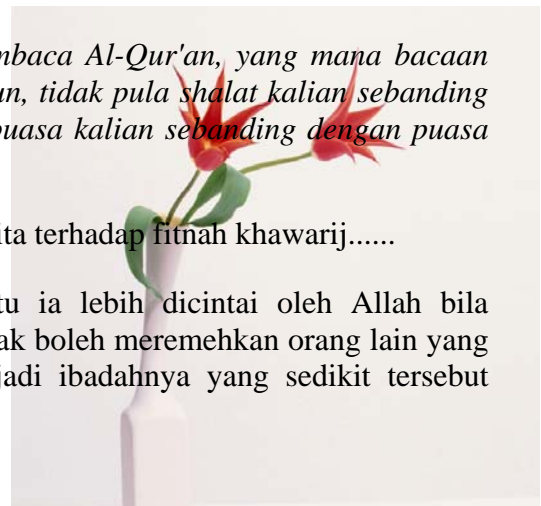 mbaca Al-Qur'an, yang mana bacaan
un, tidak pula shalat kalian sebanding
puasa kalian sebanding dengan puasa
ita terhadap fitnah khawarij......
tu ia lebih dicintai oleh Allah bila
ak boleh meremehkan orang lain yang
jadi ibadahnya yang sedikit tersebut